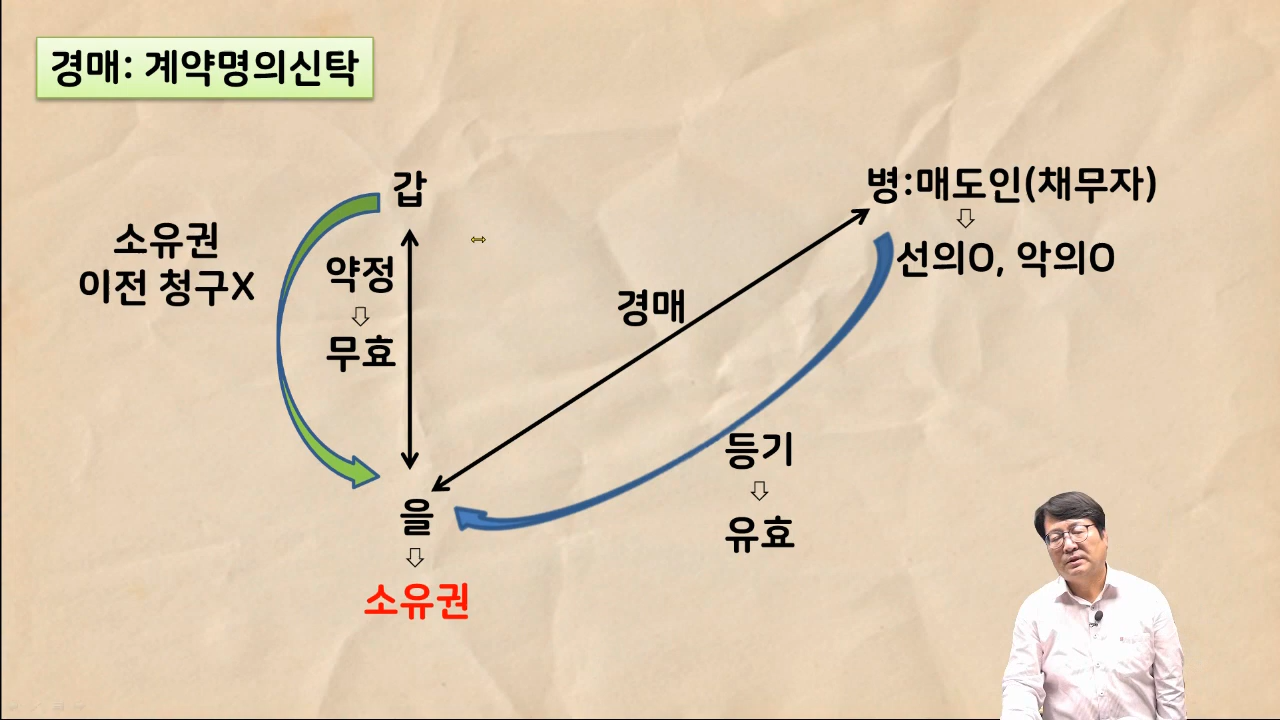 경매: 계약명의신탁
갑
병:매도인(채무자)
선의O, 악의O
소유권
이전 청구X
약정
무효
경매
등기
유효
을
소유권